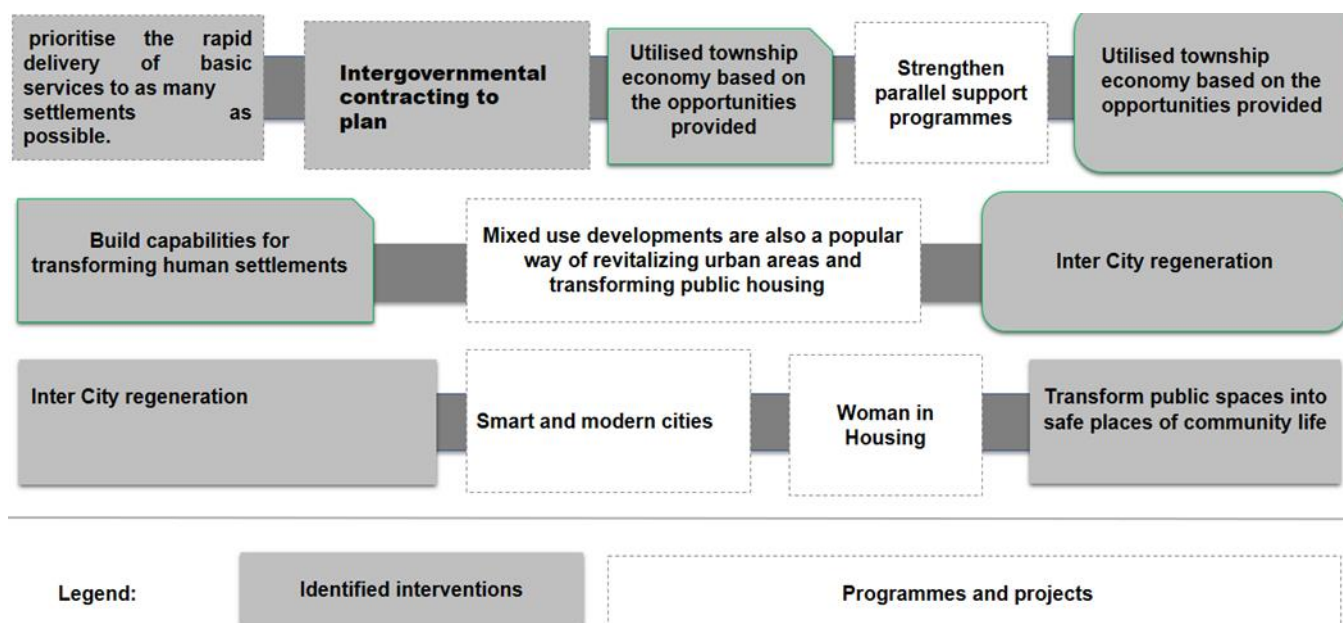 prioritise the rapid
delivery of basic
services to as many
settlements as
possible.
Intergovernmental
contracting to
plan
Utilised township
economy based on
the opportunities
provided
Strengthen
parallel support
programmes
Utilised township
economy based on the
opportunities provided
Build capabilities for
transforming human settlements
Mixed use developments are also a popular
way of revitalizing urban areas and
transforming public housing
Inter City regeneration
Inter City regeneration
Smart and modern cities
Woman in
Housing
Transform public spaces into
safe places of community life
Legend:
Identified interventions
Programmes and projects